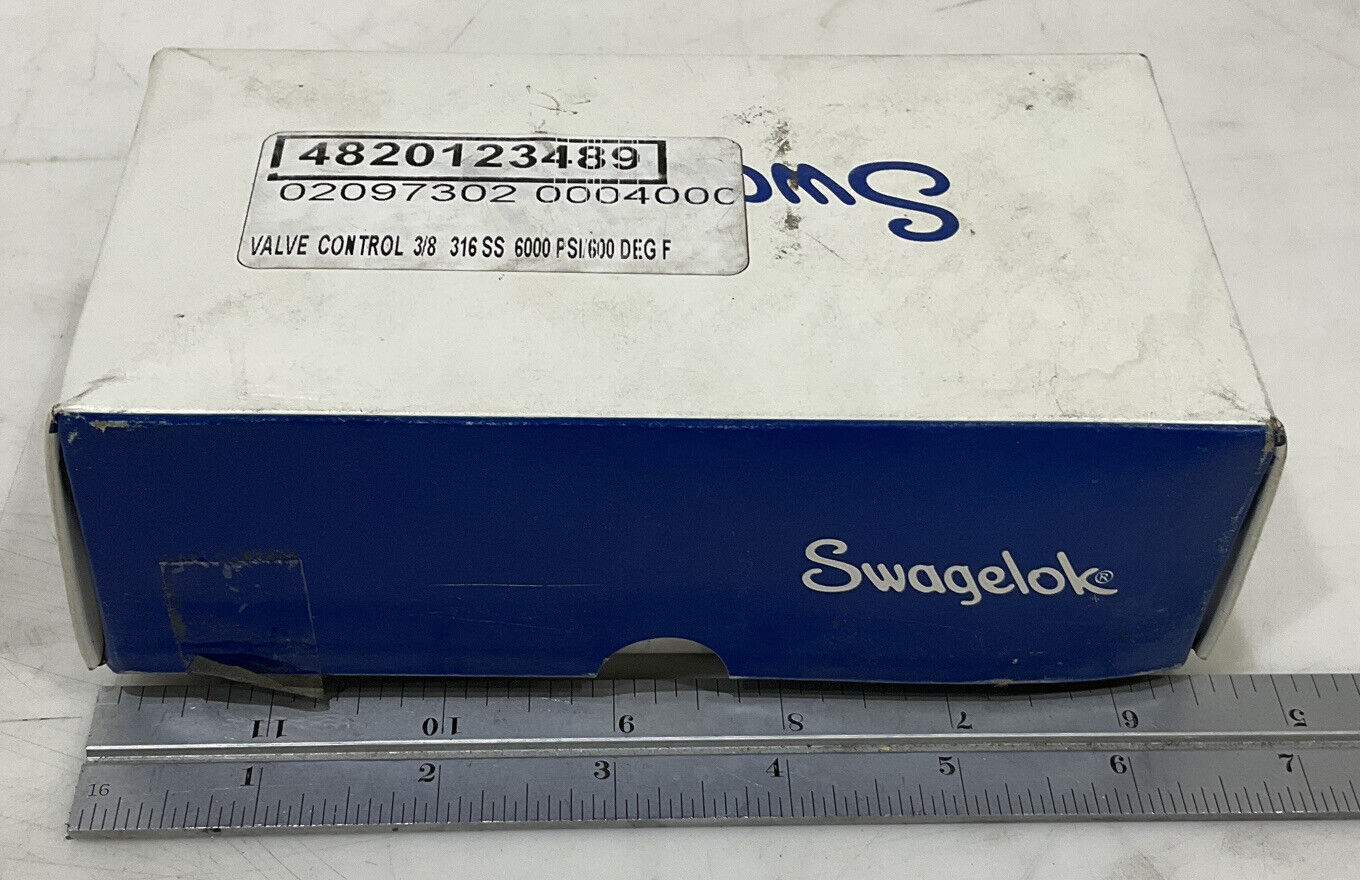 4820123489
02097302 0004000
VALVE CONTROL 3/8 316 SS 6000 PSI/600 DEG F
Swa
Swagelok®
11 10 9 8 7 6 5
1 2 3 4 5 6 7
16